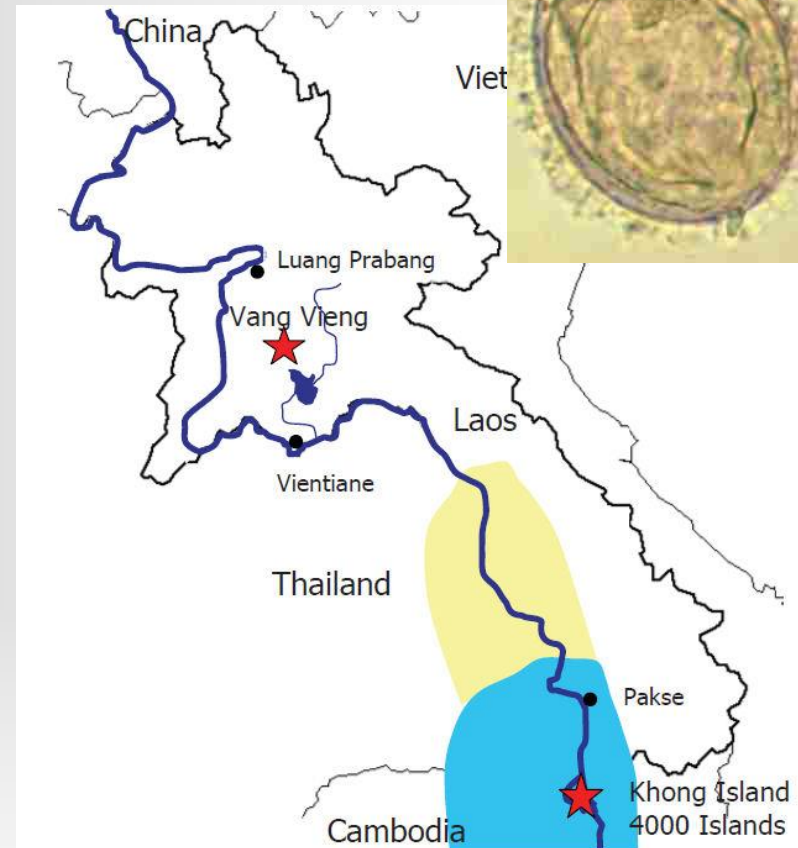 China
Viet
Luang Prabang
Vang Vieng
Laos
Vientiane
Thailand
Pakse
Khong Island
4000 Islands
Cambodia